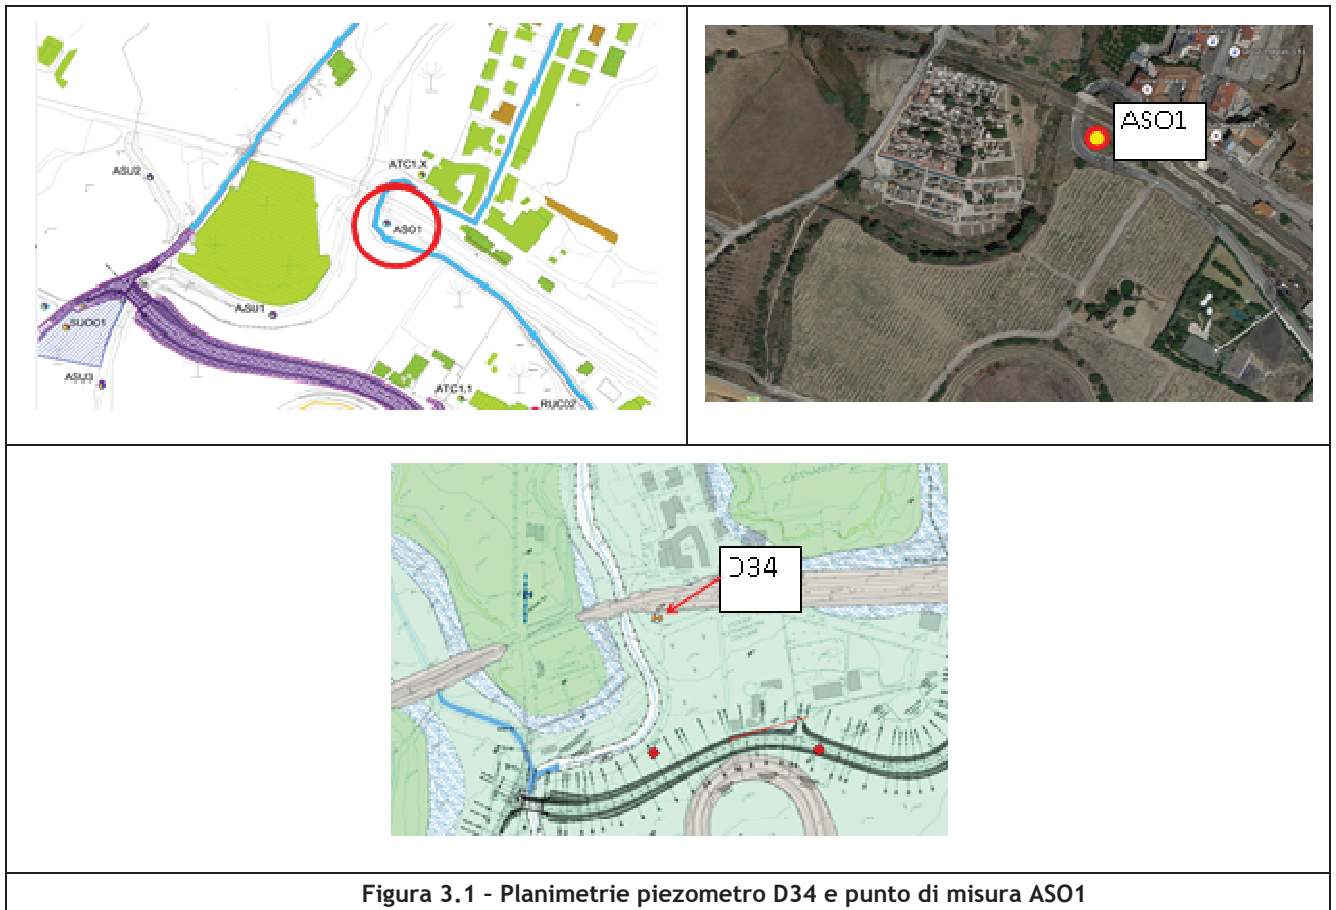 ASU2
ATC1.X
ASO1
ASU1
SUOC1
ASU3
ATC1.1
RUC02
ASO1
D34
Figura 3.1 - Planimetrie piezometro D34 e punto di misura ASO1